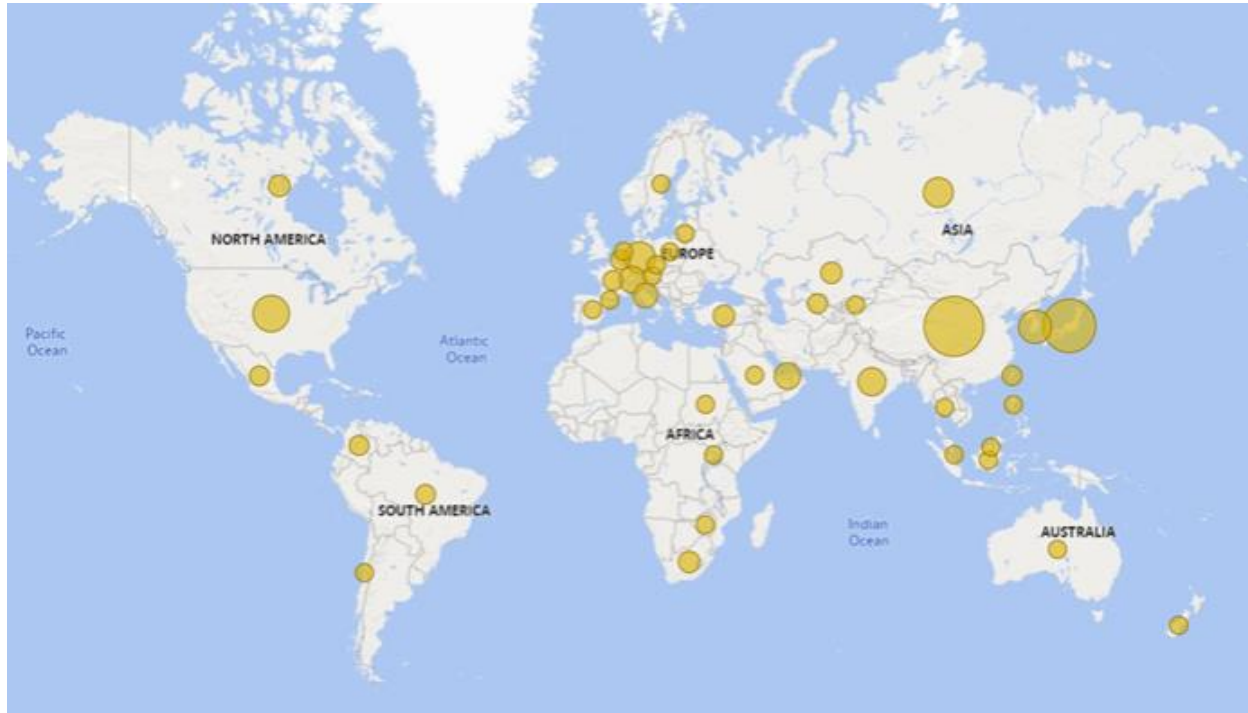 NORTH AMERICA
ASIA
EUROPE
Pacific
Ocean
Atlantic
Ocean
AFRICA
SOUTH AMERICA
Indian
Ocean
AUSTRALIA